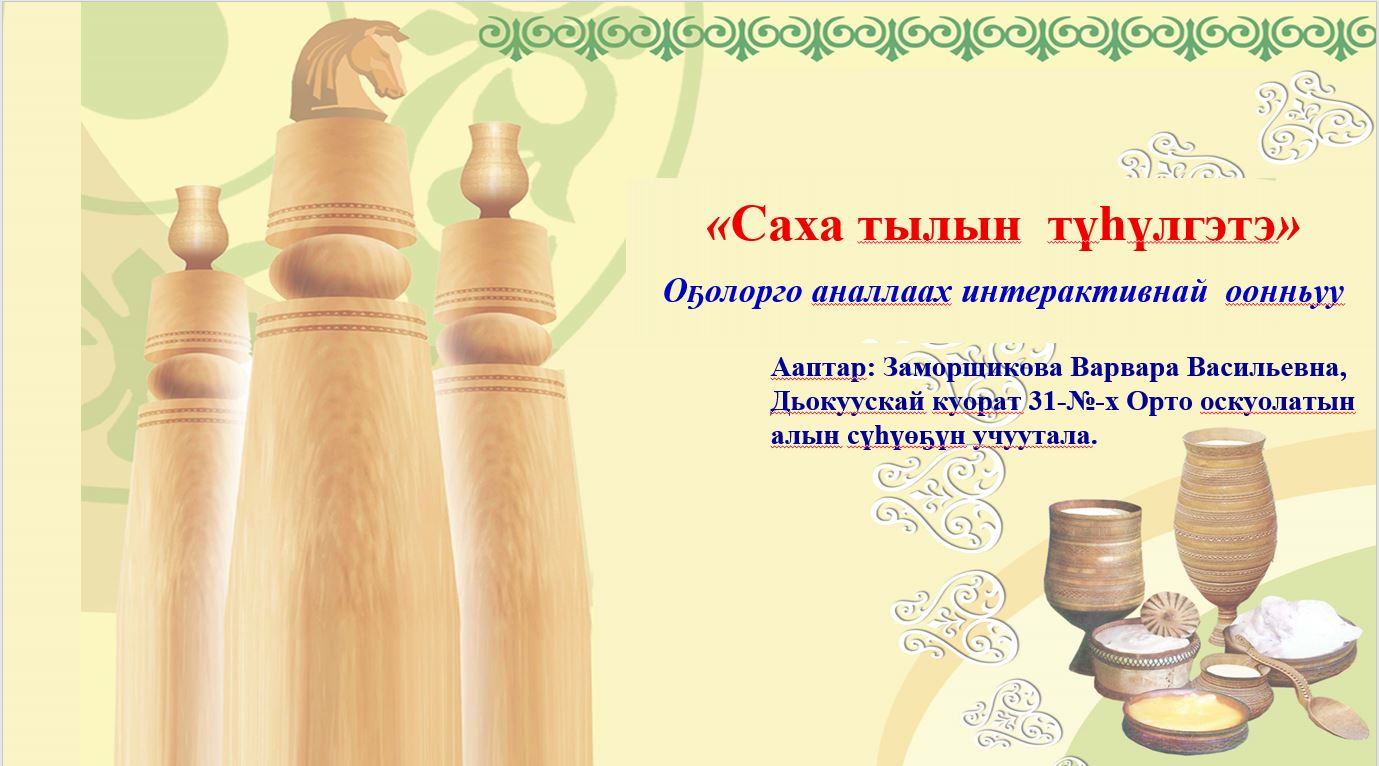 «Саха тылын түһүлгэтэ»
Оҕолорго аналлаах интерактивнай оонньуу
Ааптар: Заморщикова Варвара Васильевна,
Дьокуускай куорат 31-№-х Орто оскуолатын
алын сүһүөҕүн учуутала.